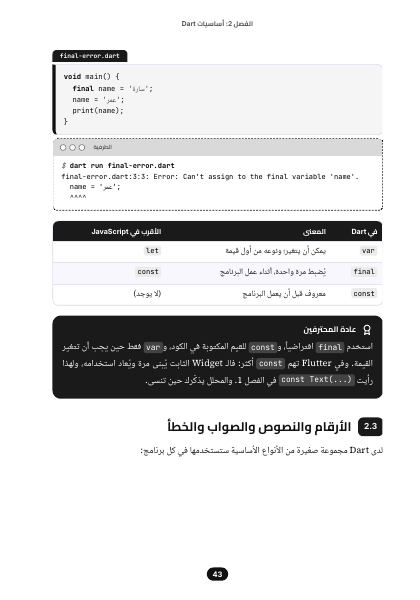 الفصل 2: أساسيات Dart
final-error.dart
void main() {
final name = 'سارة';
name = 'عمر';
print(name);
}
الطرفية
$ dart run final-error.dart
final-error.dart:3:3: Error: Can't assign to the final variable 'name'.
name = 'عمر';
^^^^
في Dart المعنى الأقرب في JavaScript
var يمكن أن يتغير؛ ونوعه من أول قيمة let
final يُضبط مرة واحدة، أثناء عمل البرنامج const
const معروف قبل أن يعمل البرنامج (لا يوجد)
عادة المحترفين
استخدم final افتراضياً، وconst للقيم المكتوبة في الكود، وvar فقط حين يجب أن تتغير
القيمة. وفي Flutter تهم const أكثر: فالـ Widget الثابت يُبنى مرة ويُعاد استخدامه، ولهذا
رأيت const Text(...) في الفصل 1. والمحلل يذكّرك حين تنسى.
2.3 الأرقام والنصوص والصواب والخطأ
لدى Dart مجموعة صغيرة من الأنواع الأساسية ستستخدمها في كل برنامج:
43